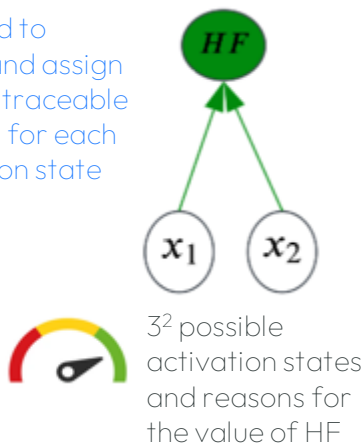 d to
and assign
traceable
for each
on state
HF
x₁
x₂
3² possible
activation states
and reasons for
the value of HF